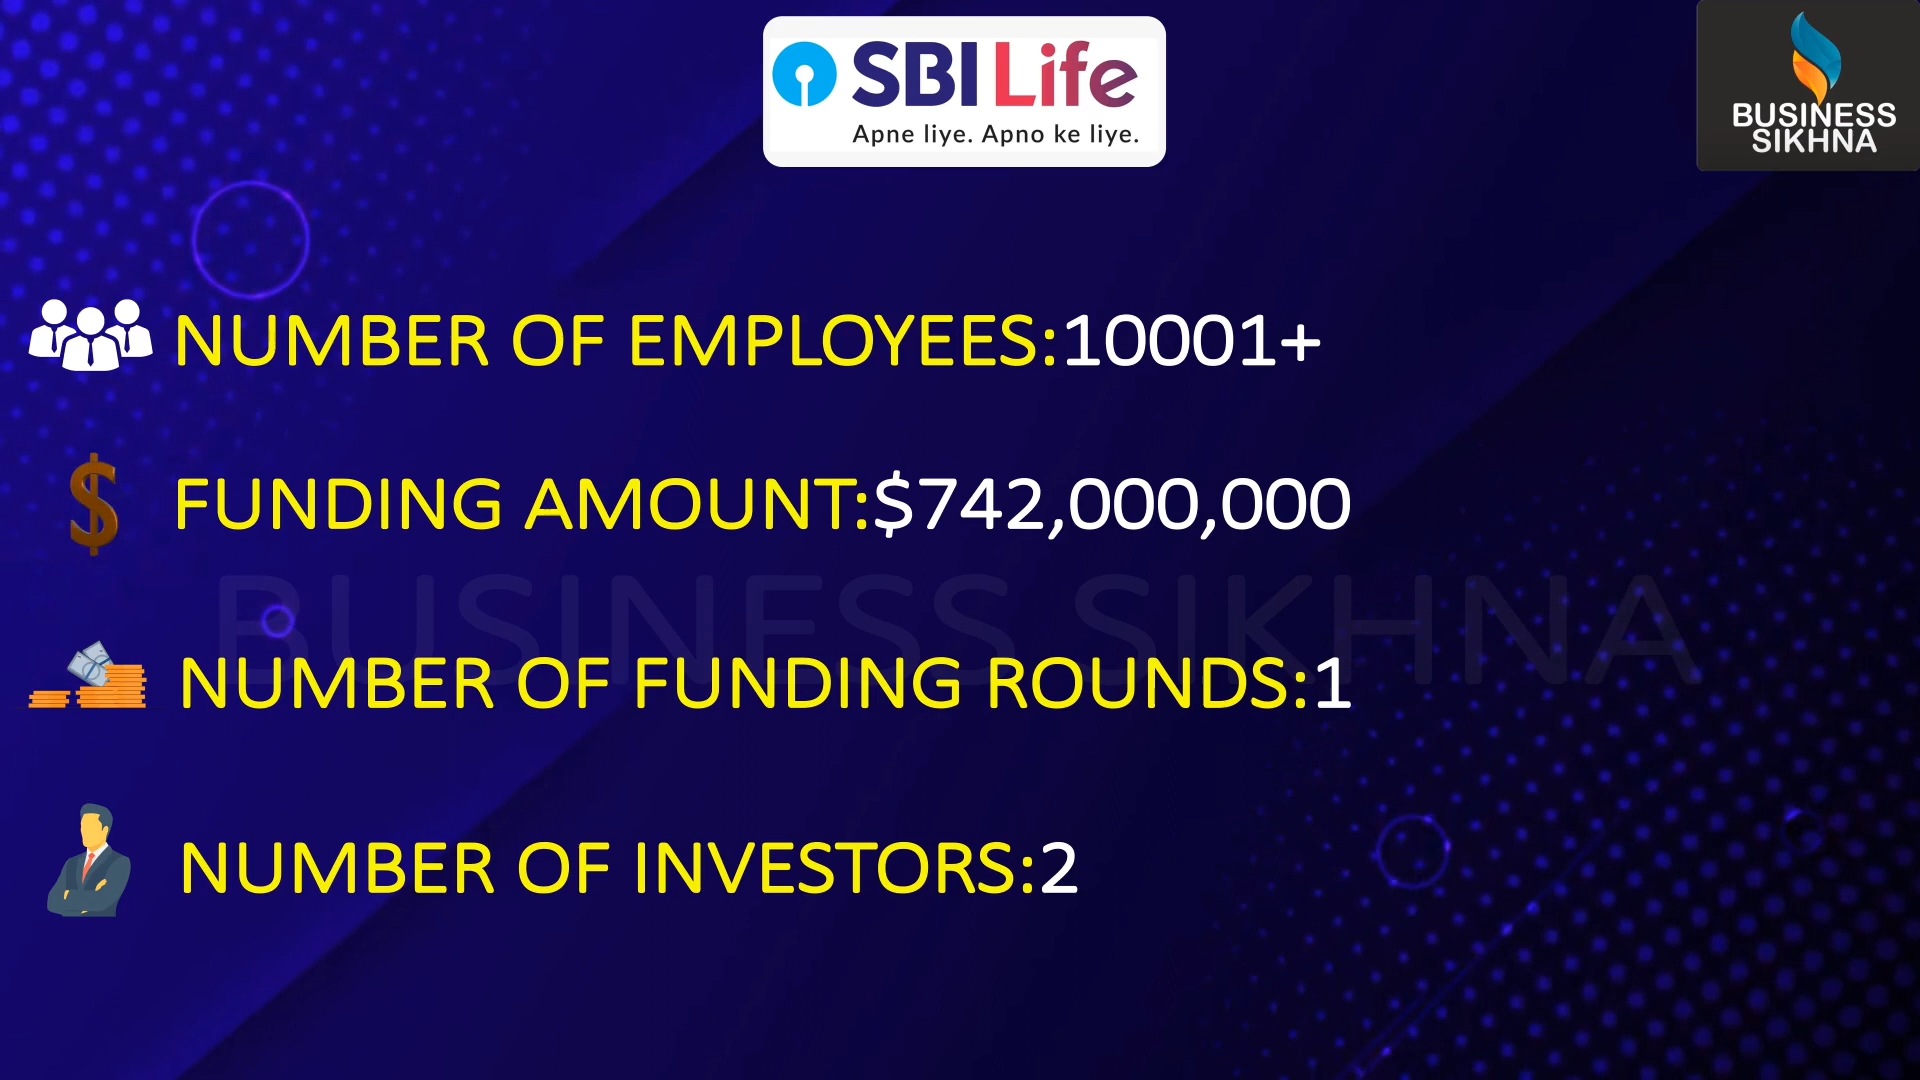 SBI Life
Apne liye. Apno ke liye.
BUSINESS
SIKHNA
NUMBER OF EMPLOYEES:10001+
FUNDING AMOUNT:$742,000,000
BUSINESS SIKHNA
NUMBER OF FUNDING ROUNDS:1
NUMBER OF INVESTORS:2